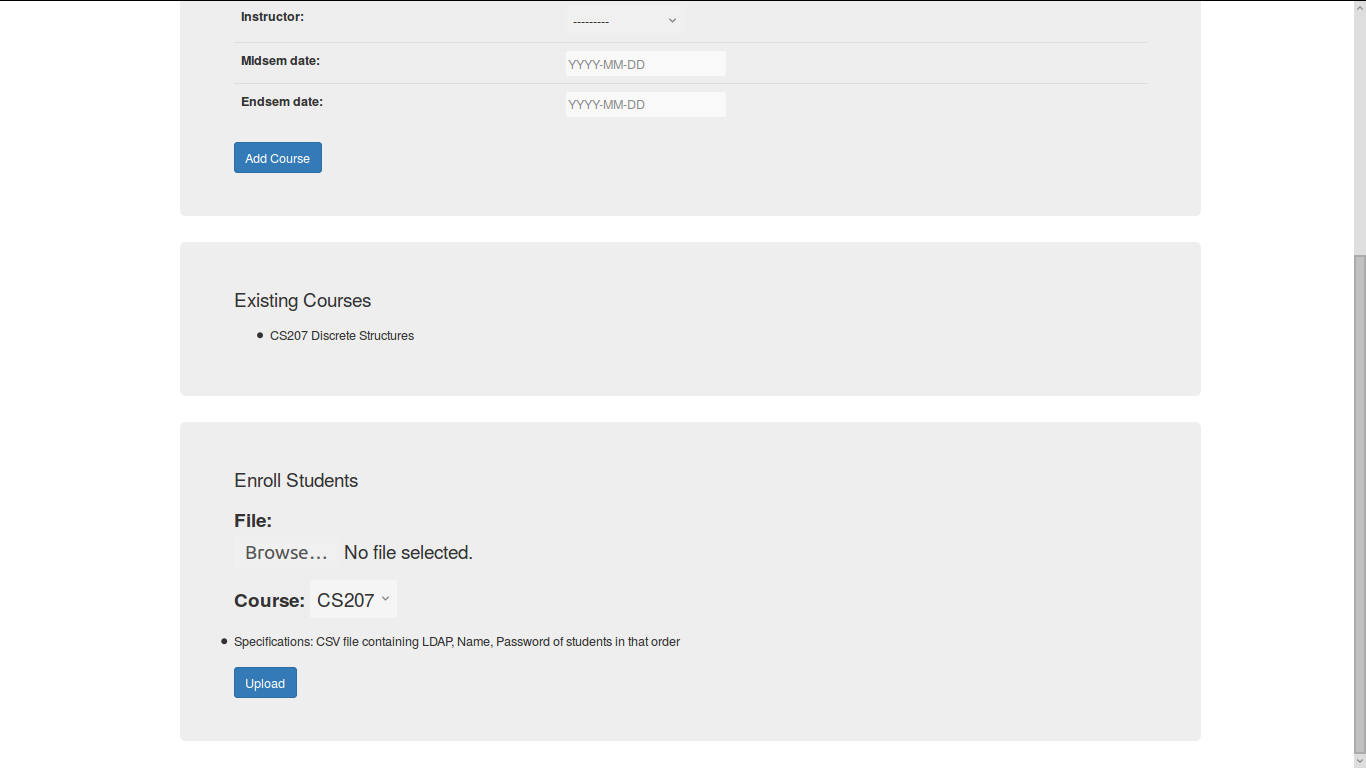 Instructor: ---------
Midsem date: YYYY-MM-DD
Endsem date: YYYY-MM-DD
Add Course
Existing Courses
CS207 Discrete Structures
Enroll Students
File:
Browse... No file selected.
Course: CS207
Specifications: CSV file containing LDAP, Name, Password of students in that order
Upload